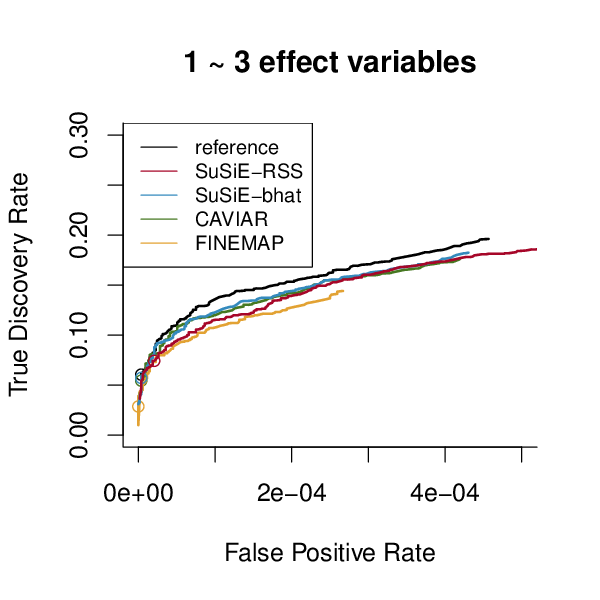 1 ~ 3 effect variables
True Discovery Rate
0.30
0.20
0.10
0.00
reference
SuSiE−RSS
SuSiE−bhat
CAVIAR
FINEMAP
0e+00
2e−04
4e−04
False Positive Rate